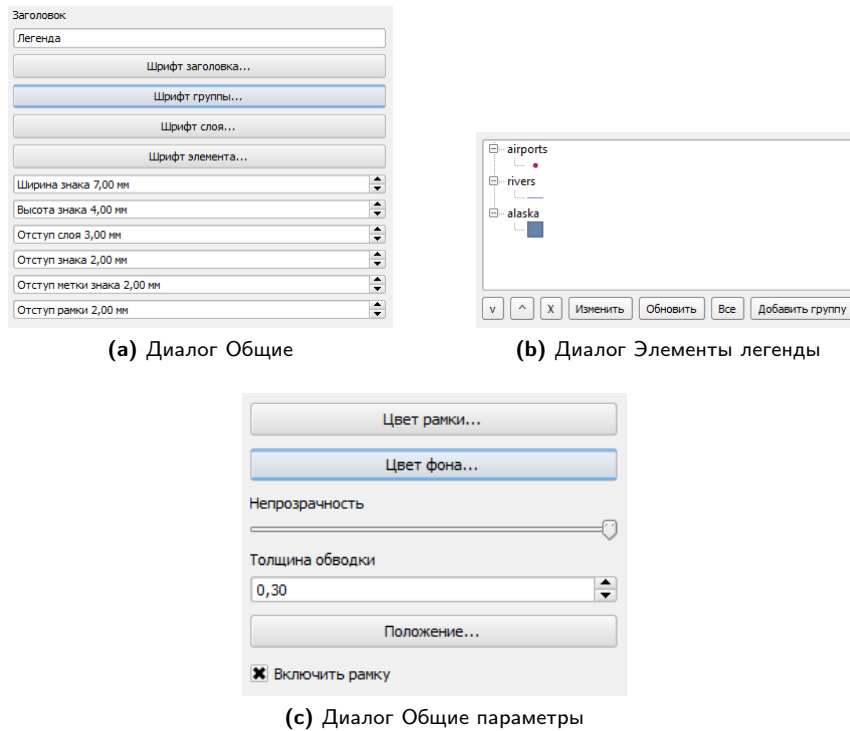 Заголовок
Легенда
Шрифт заголовка...
Шрифт группы...
Шрифт слоя...
Шрифт элемента...
Ширина знака 7,00 мм
Высота знака 4,00 мм
Отступ слоя 3,00 мм
Отступ знака 2,00 мм
Отступ метки знака 2,00 мм
Отступ рамки 2,00 мм
(a) Диалог Общие
airports
rivers
alaska
v ^ X Изменить Обновить Все Добавить группу
(b) Диалог Элементы легенды
Цвет рамки...
Цвет фона...
Непрозрачность
Толщина обводки
0,30
Положение...
Включить рамку
(c) Диалог Общие параметры